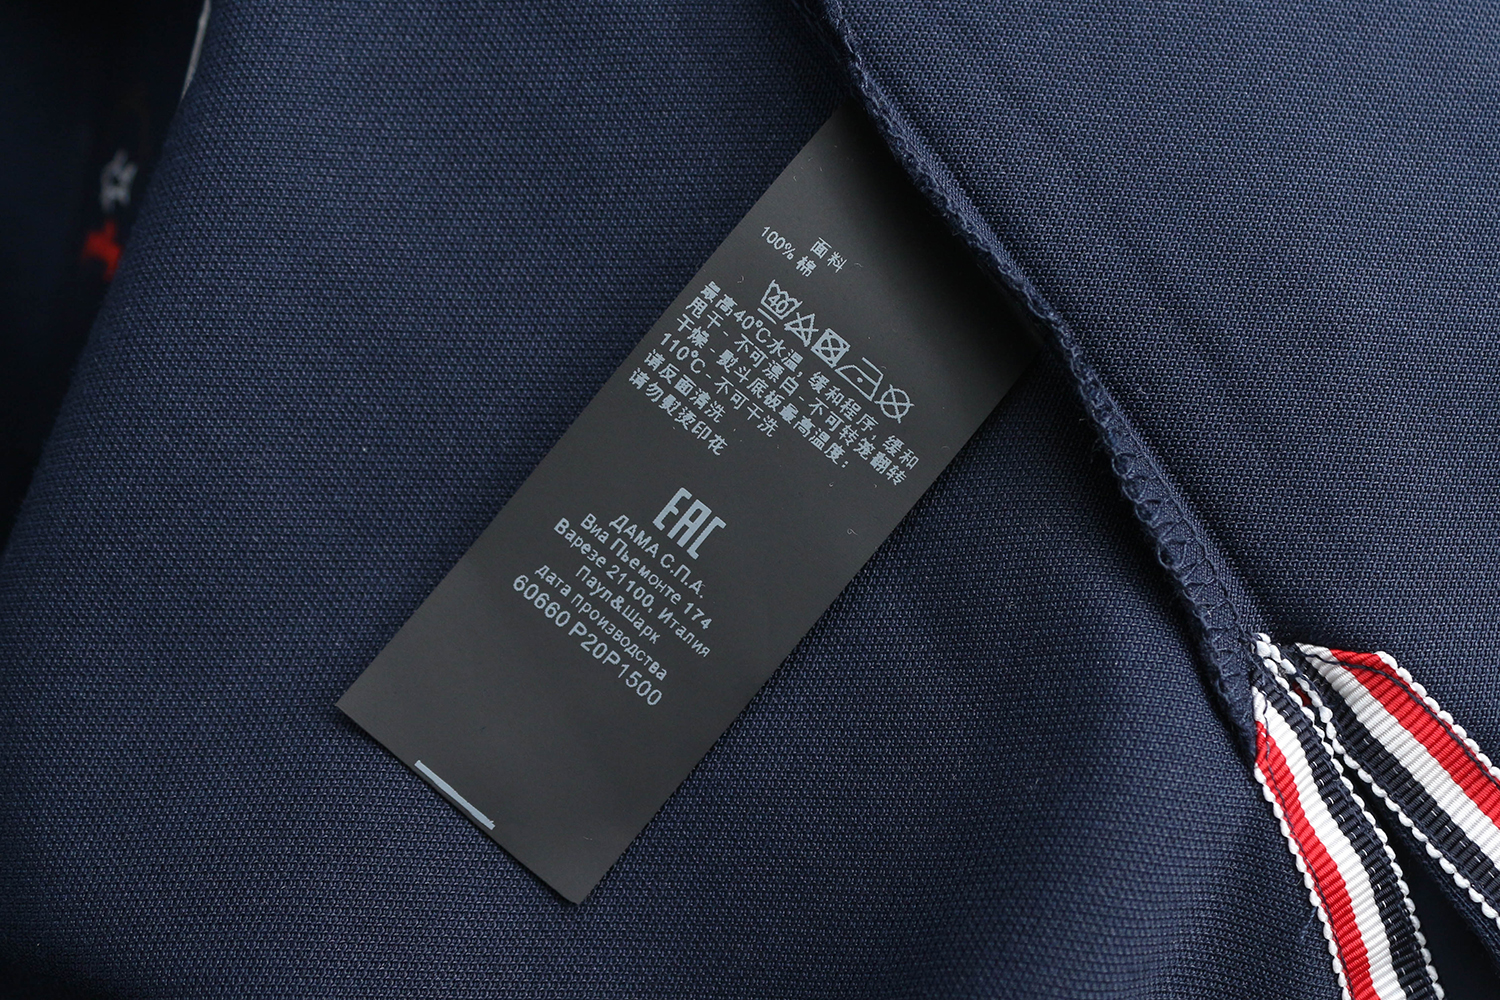 面料
100% 棉
40
最高40°C水温, 缓和程序, 缓和
甩干 - 不可漂白 - 不可转笼翻转
干燥 - 熨斗底板最高温度:
110°C - 不可干洗
请反面清洗
请勿熨烫印花
EAC
ДАМА С.П.А.
Виа Пьемонте 174,
Варезе 21100, Италия
Паул&шарк
дата производства
60660 P20P1500